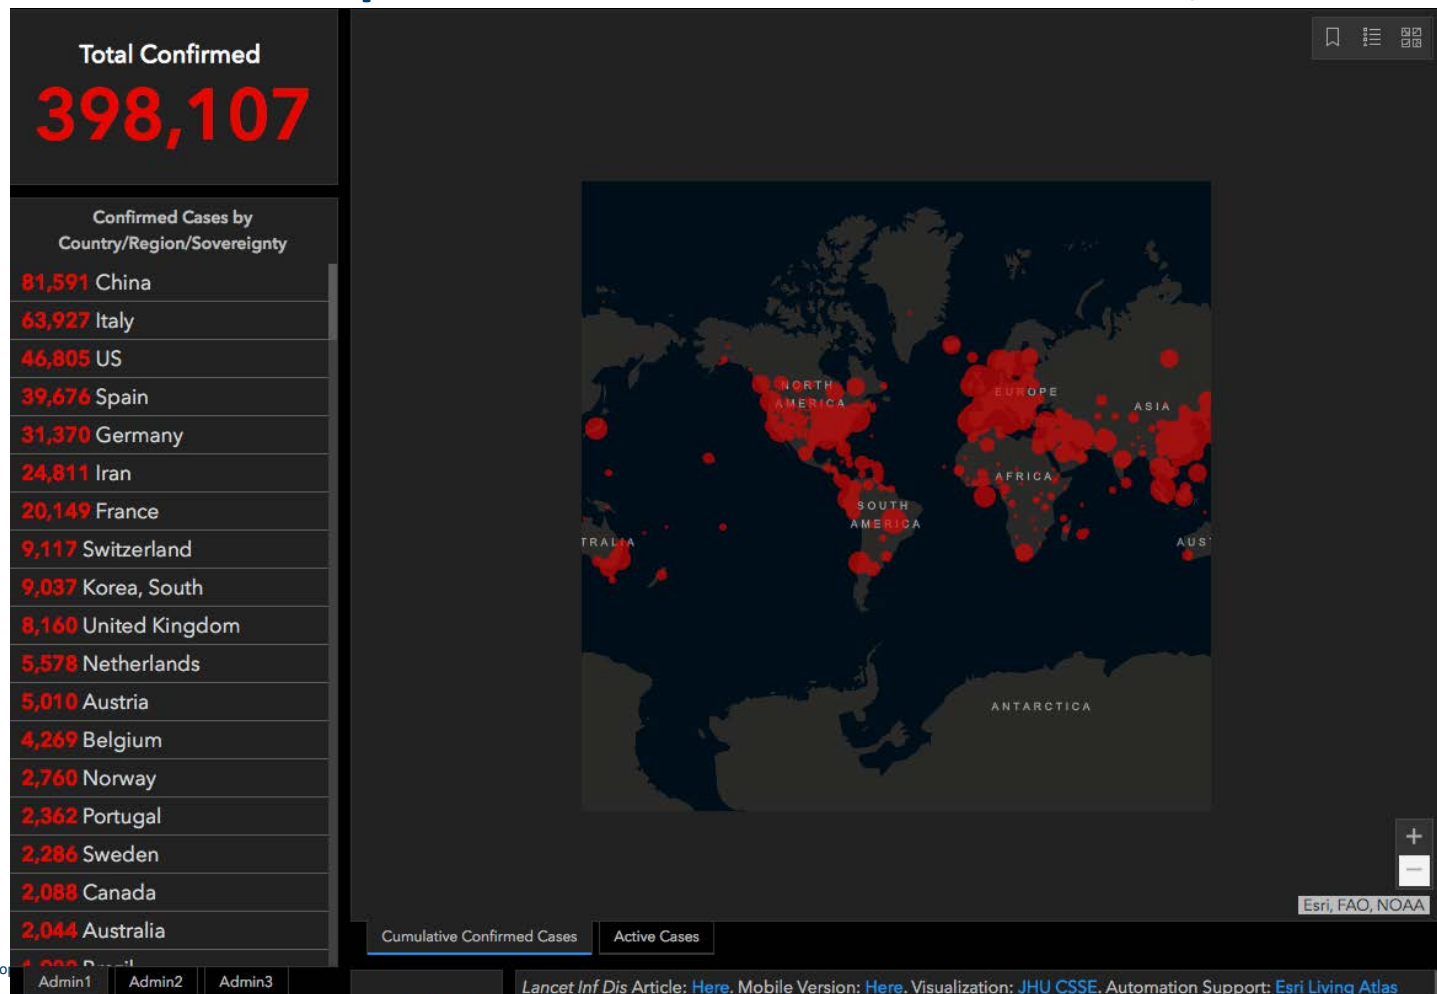 Total Confirmed
398,107
Confirmed Cases by
Country/Region/Sovereignty
81,591 China
63,927 Italy
46,805 US
39,676 Spain
31,370 Germany
24,811 Iran
20,149 France
9,117 Switzerland
9,037 Korea, South
8,160 United Kingdom
5,578 Netherlands
5,010 Austria
4,269 Belgium
2,760 Norway
2,362 Portugal
2,286 Sweden
2,088 Canada
2,044 Australia
Admin1 Admin2 Admin3
NORTH
AMERICA
EUROPE
ASIA
AFRICA
SOUTH
AMERICA
TRALIA
AUS
ANTARCTICA
Esri, FAO, NOAA
Cumulative Confirmed Cases Active Cases
Lancet Inf Dis Article: Here. Mobile Version: Here. Visualization: JHU CSSE. Automation Support: Esri Living Atlas